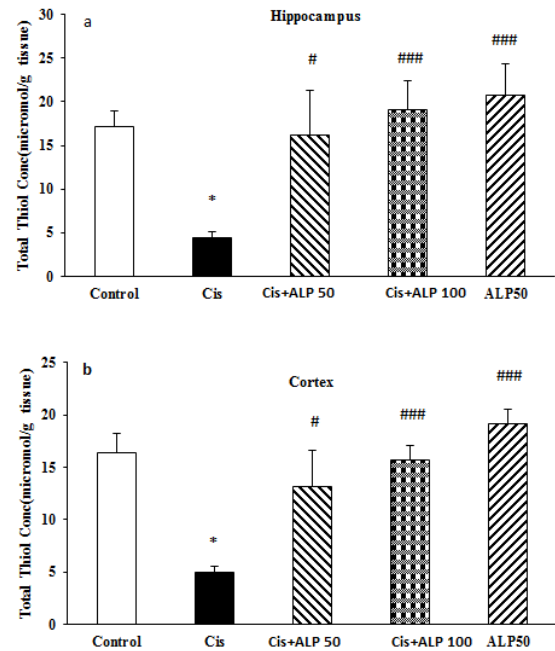 a
Hippocampus
Total Thiol Conc(micromol/g tissue)
30
25
20
15
10
5
0
*
#
###
###
Control Cis Cis+ALP 50 Cis+ALP 100 ALP50
b
Cortex
Total Thiol Conc(micromol/g tissue)
25
20
15
10
5
0
*
#
###
###
Control Cis Cis+ALP 50 Cis+ALP 100 ALP50